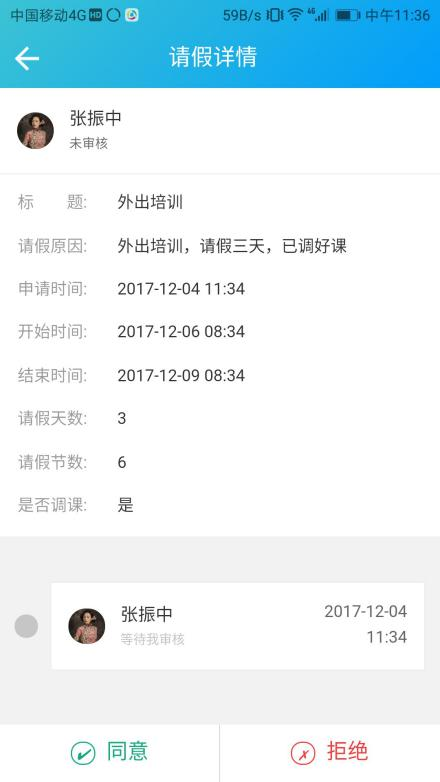 中国移动4G HD 59B/s 4G 中午11:36
请假详情
张振中
未审核
标 题: 外出培训
请假原因: 外出培训，请假三天，已调好课
申请时间: 2017-12-04 11:34
开始时间: 2017-12-06 08:34
结束时间: 2017-12-09 08:34
请假天数: 3
请假节数: 6
是否调课: 是
张振中 2017-12-04
等待我审核 11:34
同意 拒绝